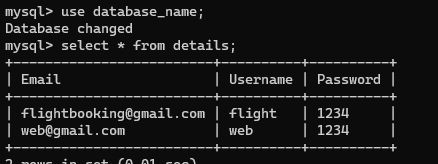 mysql> use database_name;
Database changed
mysql> select * from details;
+-----------------------+----------+----------+
| Email                 | Username | Password |
+-----------------------+----------+----------+
| flightbooking@gmail.com | flight | 1234 |
| web@gmail.com | web | 1234 |
+-----------------------+----------+----------+
2 rows in set (0.01 sec)